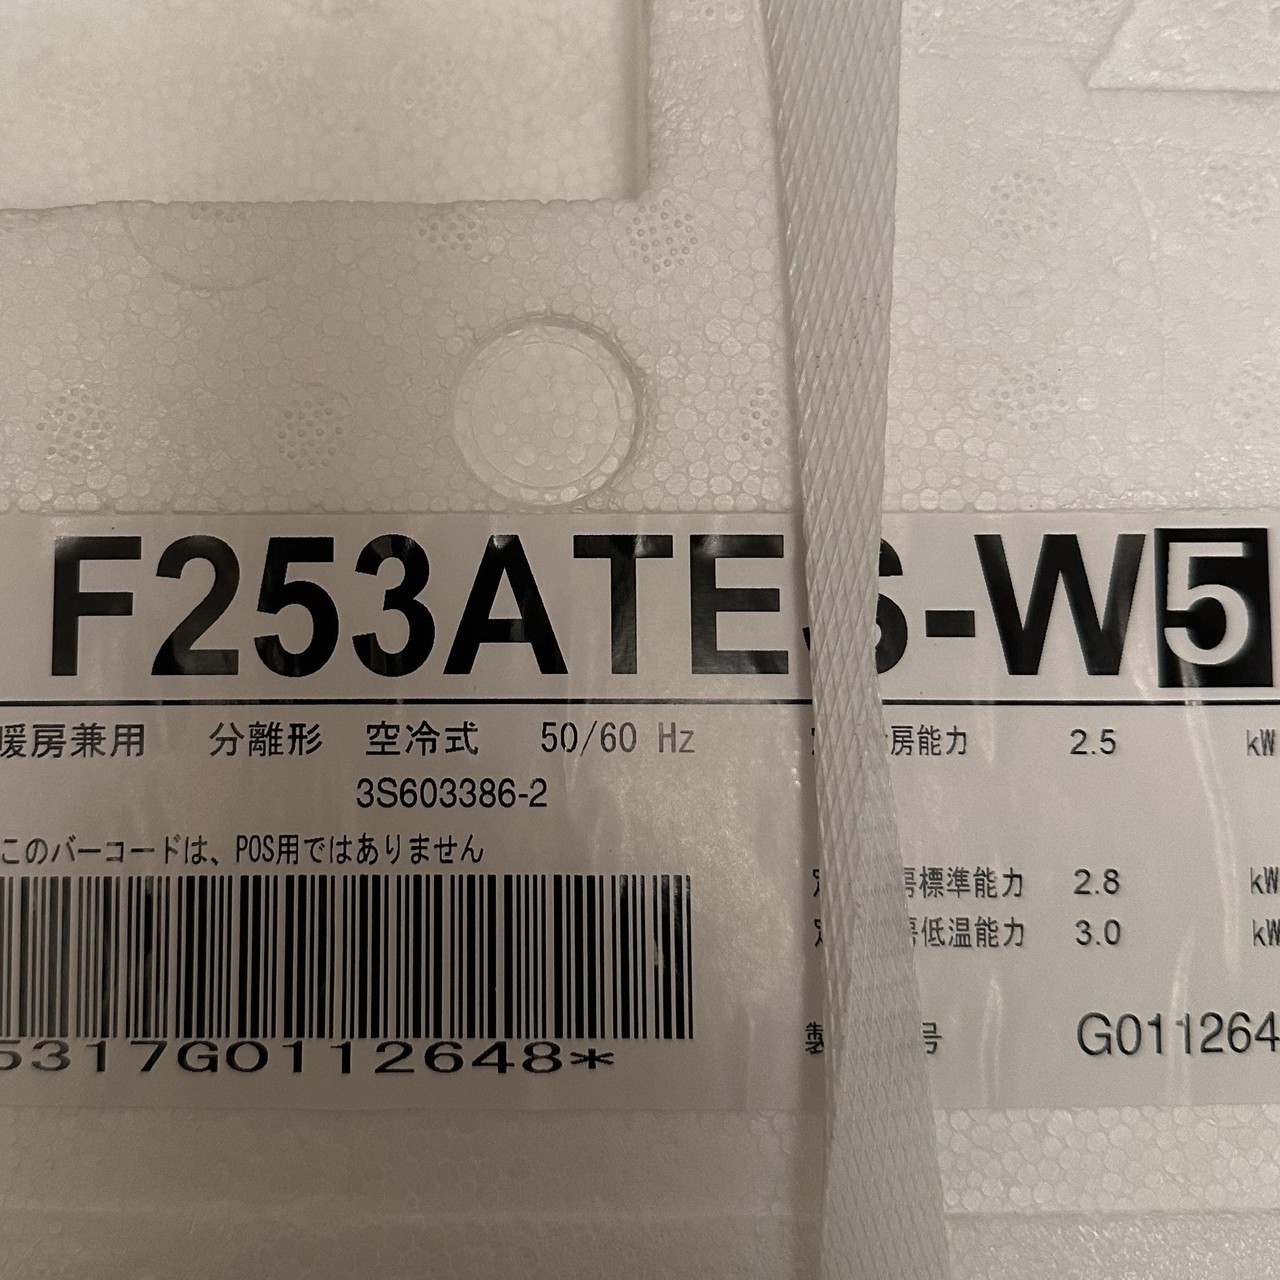 F253ATES-W5
暖房兼用 分離形 空冷式 50/60 Hz
3S603386-2
このバーコードは、POS用ではありません
5317G0112648*
房能力 2.5 kW
房標準能力 2.8 kW
房低温能力 3.0 kW
製 号 G0112648